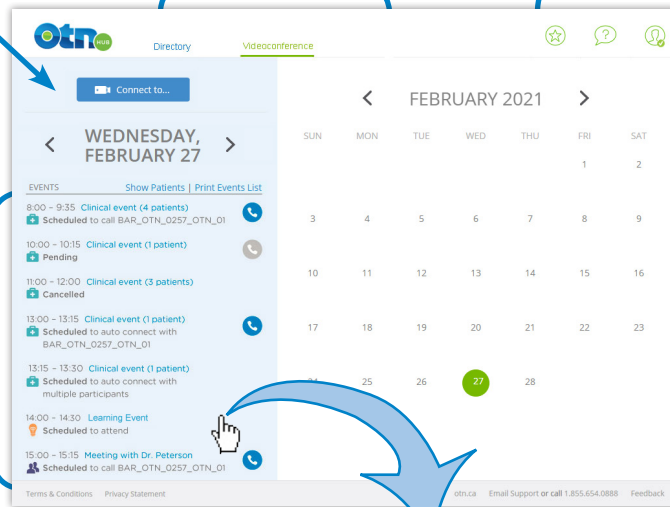 otn HUB
Directory
Videoconference
Connect to...
WEDNESDAY,
FEBRUARY 27
EVENTS Show Patients | Print Events List
8:00 – 9:35 Clinical event (4 patients)
Scheduled to call BAR_OTN_0257_OTN_01
10:00 – 10:15 Clinical event (1 patient)
Pending
11:00 – 12:00 Clinical event (3 patients)
Cancelled
13:00 – 13:15 Clinical event (1 patient)
Scheduled to auto connect with
BAR_OTN_0257_OTN_01
13:15 – 13:30 Clinical event (1 patient)
Scheduled to auto connect with
multiple participants
14:00 – 14:30 Learning Event
Scheduled to attend
15:00 – 15:15 Meeting with Dr. Peterson
Scheduled to call BAR_OTN_0257_OTN_01
FEBRUARY 2021
SUN MON TUE WED THU FRI SAT
1 2
3 4 5 6 7 8 9
10 11 12 13 14 15 16
17 18 19 20 21 22 23
24 25 26 27 28
Terms & Conditions Privacy Statement
otn.ca Email Support or call 1.855.654.0888 Feedback